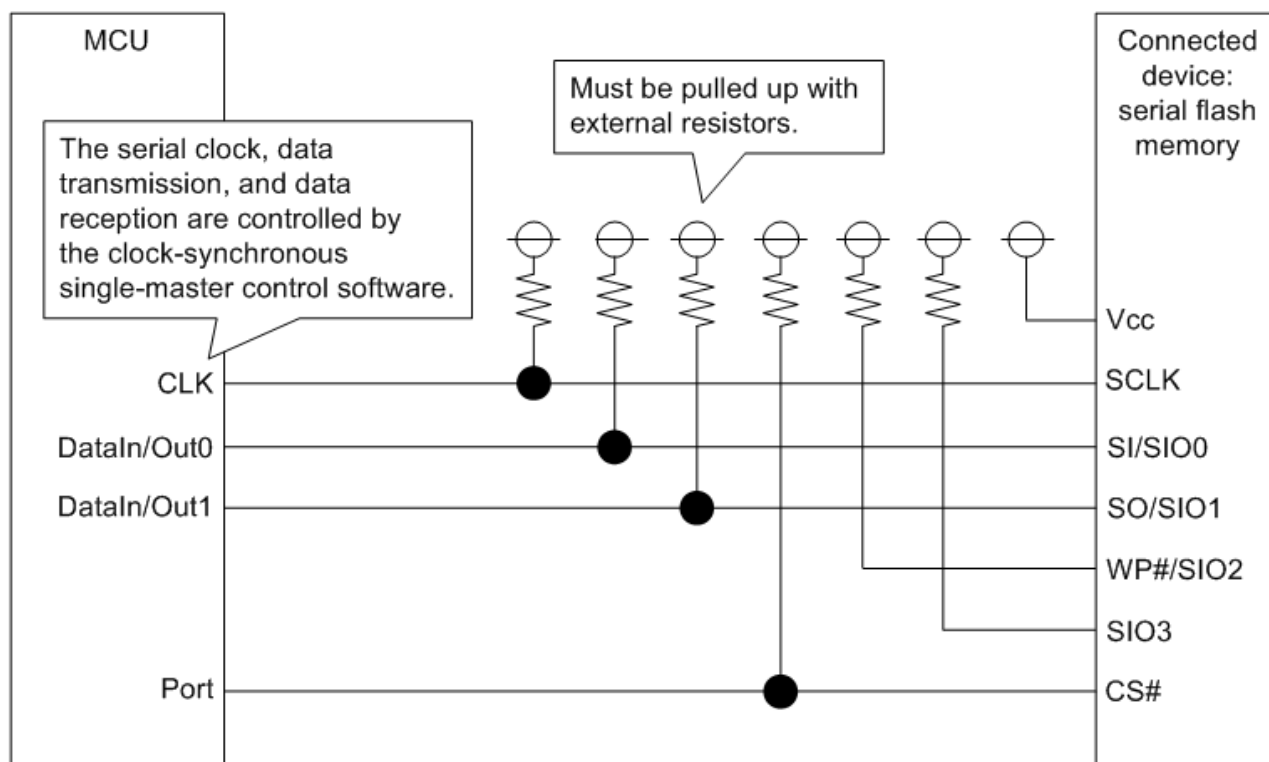 MCU
Connected
device:
serial flash
memory
Must be pulled up with
external resistors.
The serial clock, data
transmission, and data
reception are controlled by
the clock-synchronous
single-master control software.
Vcc
CLK
SCLK
DataIn/Out0
SI/SIO0
DataIn/Out1
SO/SIO1
WP#/SIO2
SIO3
Port
CS#